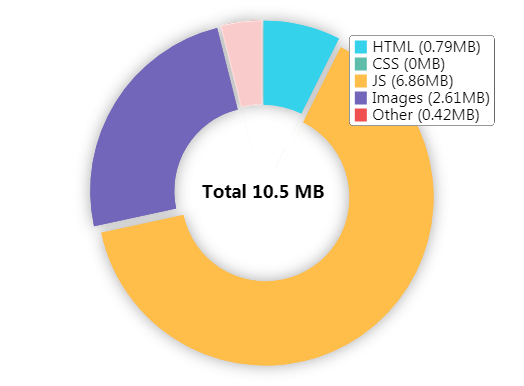 HTML (0.79MB)
CSS (0MB)
JS (6.86MB)
Images (2.61MB)
Other (0.42MB)
Total 10.5 MB